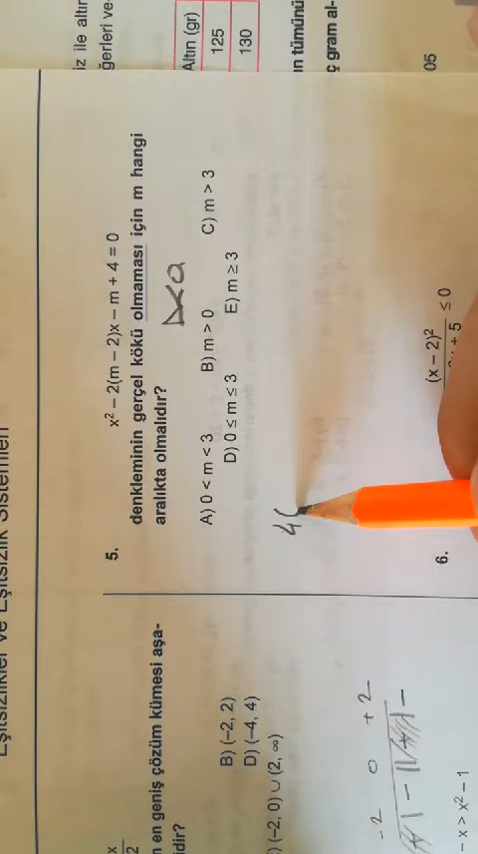 Eşitsizlikler ve Eşitsizlik Sistemleri
x
2
n en geniş çözüm kümesi aşa-
idir?
B) (–2, 2)
D) (–4, 4)
) (–2, 0) ∪ (2, ∞)
-2 0 +2
– x > x² – 1
5. x² – 2(m – 2)x – m + 4 = 0
denkleminin gerçel kökü olmaması için m hangi
aralıkta olmalıdır?
A) 0 < m < 3 B) m > 0 C) m > 3
D) 0 ≤ m ≤ 3 E) m ≥ 3
4(
6. (x – 2)²
+ 5 ≤ 0
iz ile altın
ğerleri ve-
Altın (gr)
125
130
ın tümünü
ç gram al-
05